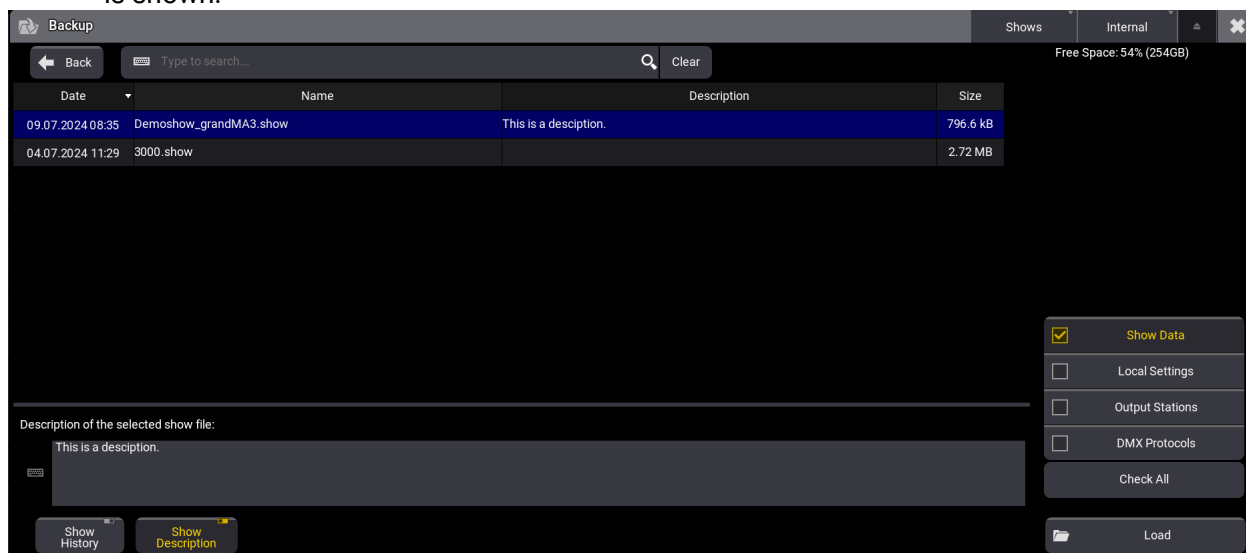 is shown.
Backup
Shows
Internal
Back
Type to search...
Clear
Free Space: 54% (254GB)
Date
Name
Description
Size
09.07.2024 08:35 Demoshow_grandMA3.show This is a desciption. 796.6 kB
04.07.2024 11:29 3000.show 2.72 MB
Show Data
Local Settings
Output Stations
DMX Protocols
Check All
Description of the selected show file:
This is a desciption.
Show
History
Show
Description
Load